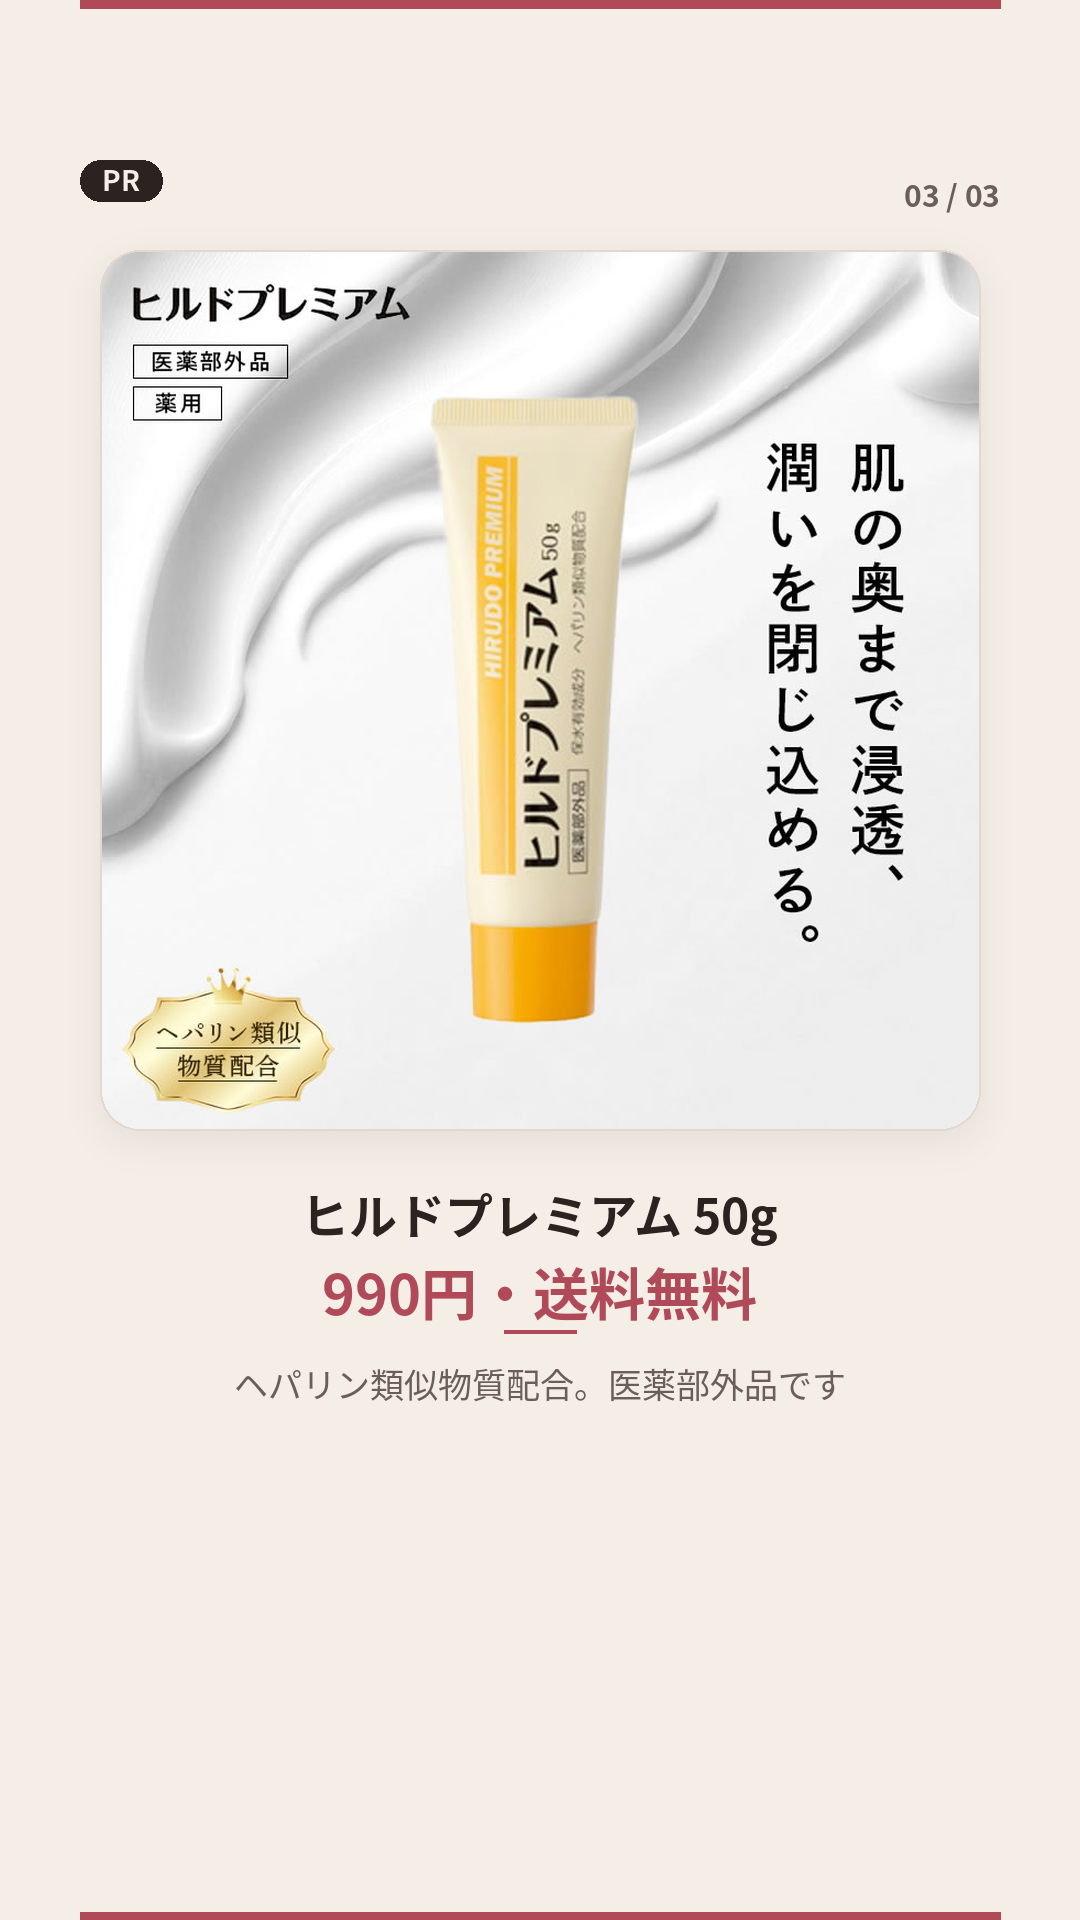 PR
03 / 03
ヒルドプレミアム
医薬部外品
薬用
肌の奥まで浸透、
潤いを閉じ込める。
HIRUDO PREMIUM
ヒルドプレミアム 50g
医薬部外品 保水有効成分 ヘパリン類似物質配合
ヘパリン類似
物質配合
ヒルドプレミアム 50g
990円・送料無料
ヘパリン類似物質配合。医薬部外品です